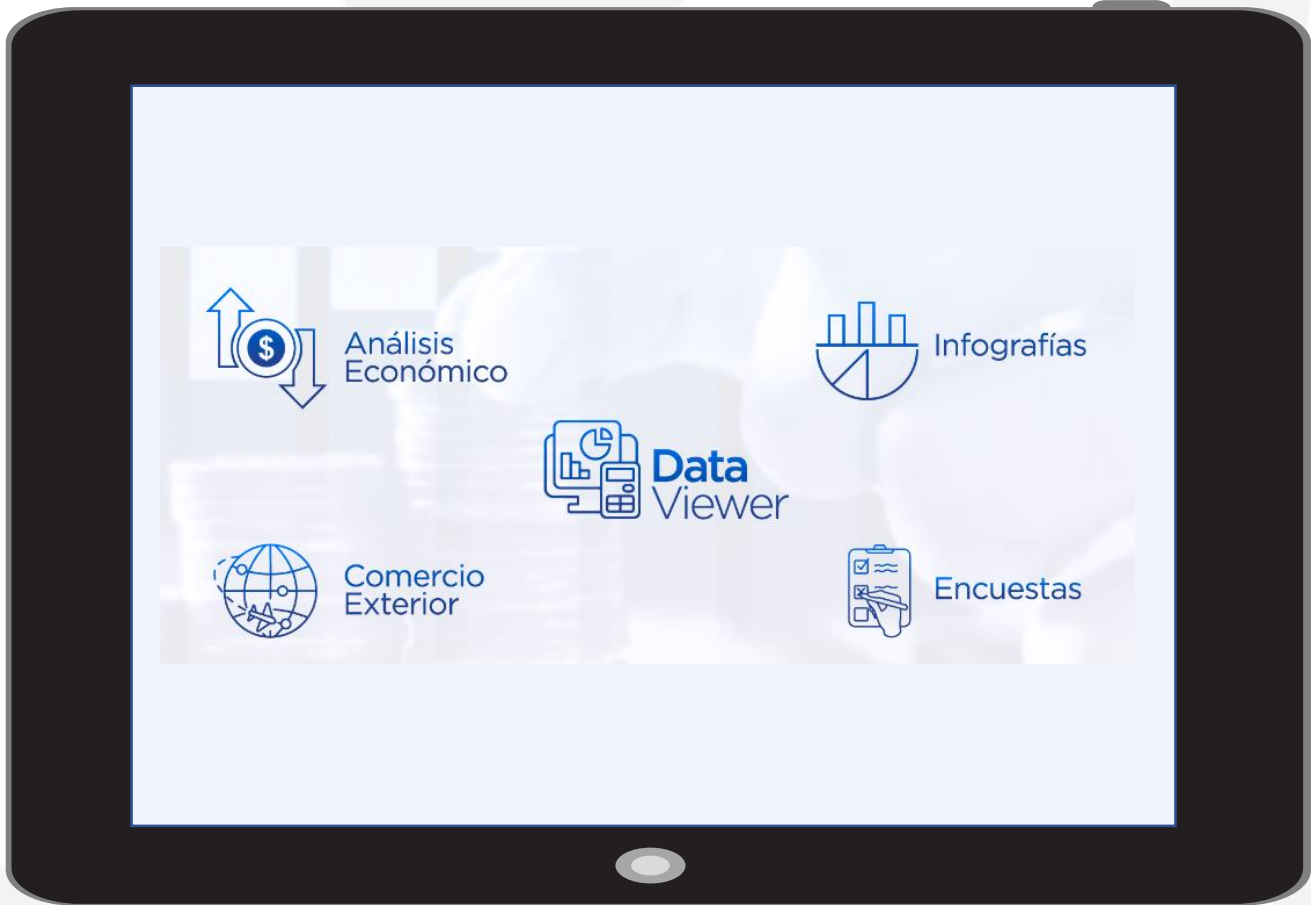 Análisis
Económico
Infografías
Data
Viewer
Comercio
Exterior
Encuestas
$